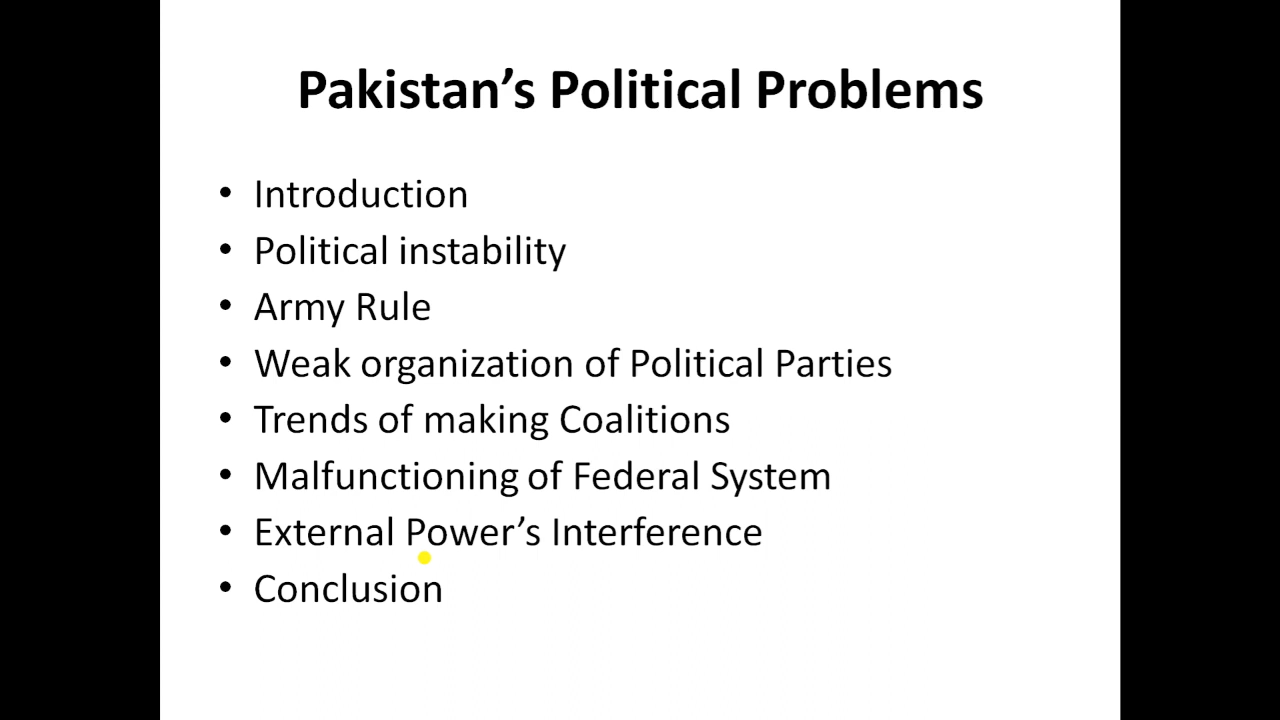 Pakistan’s Political Problems
• Introduction
• Political instability
• Army Rule
• Weak organization of Political Parties
• Trends of making Coalitions
• Malfunctioning of Federal System
• External Power’s Interference
• Conclusion